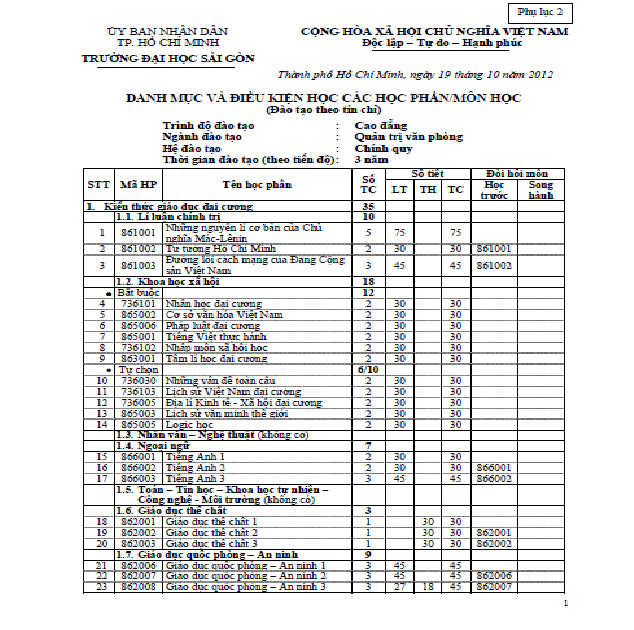 Phụ lục 2
ỦY BAN NHÂN DÂN CỘNG HÒA XÃ HỘI CHỦ NGHĨA VIỆT NAM
TP. HỒ CHÍ MINH Độc lập – Tự do – Hạnh phúc
TRƯỜNG ĐẠI HỌC SÀI GÒN
Thành phố Hồ Chí Minh, ngày 19 tháng 10 năm 2012
DANH MỤC VÀ ĐIỀU KIỆN HỌC CÁC HỌC PHẦN/MÔN HỌC
(Đào tạo theo tín chỉ)
Trình độ đào tạo : Cao đẳng
Ngành đào tạo : Quản trị văn phòng
Hệ đào tạo : Chính quy
Thời gian đào tạo (theo tiến độ): 3 năm
STT Mã HP Tên học phần Số TC Số tiết Đòi hỏi môn
LT TH TC Học trước Song hành
1. Kiến thức giáo dục đại cương 35
1.1. Lí luận chính trị 10
1 861001 Những nguyên lí cơ bản của Chủ nghĩa Mác-Lênin 5 75 75
2 861002 Tư tưởng Hồ Chí Minh 2 30 30 861001
3 861003 Đường lối cách mạng của Đảng Cộng sản Việt Nam 3 45 45 861002
1.2. Khoa học xã hội 18
• Bắt buộc 12
4 736101 Nhân học đại cương 2 30 30
5 865002 Cơ sở văn hóa Việt Nam 2 30 30
6 865006 Pháp luật đại cương 2 30 30
7 865001 Tiếng Việt thực hành 2 30 30
8 736102 Nhập môn xã hội học 2 30 30
9 863001 Tâm lí học đại cương 2 30 30
• Tự chọn 6/10
10 736030 Những vấn đề toàn cầu 2 30 30
11 736103 Lịch sử Việt Nam đại cương 2 30 30
12 736005 Địa lí Kinh tế - Xã hội đại cương 2 30 30
13 865003 Lịch sử văn minh thế giới 2 30 30
14 865005 Logic học 2 30 30
1.3. Nhân văn – Nghệ thuật (không có)
1.4. Ngoại ngữ 7
15 866001 Tiếng Anh 1 2 30 30
16 866002 Tiếng Anh 2 2 30 30 866001
17 866003 Tiếng Anh 3 3 45 45 866002
1.5. Toán – Tin học – Khoa học tự nhiên –
Công nghệ - Môi trường (không có)
1.6. Giáo dục thể chất 3
18 862001 Giáo dục thể chất 1 1 30 30
19 862002 Giáo dục thể chất 2 1 30 30 862001
20 862003 Giáo dục thể chất 3 1 30 30 862002
1.7. Giáo dục quốc phòng – An ninh 9
21 862006 Giáo dục quốc phòng – An ninh 1 3 45 45
22 862007 Giáo dục quốc phòng – An ninh 2 3 45 45 862006
23 862008 Giáo dục quốc phòng – An ninh 3 3 27 18 45 862007
1